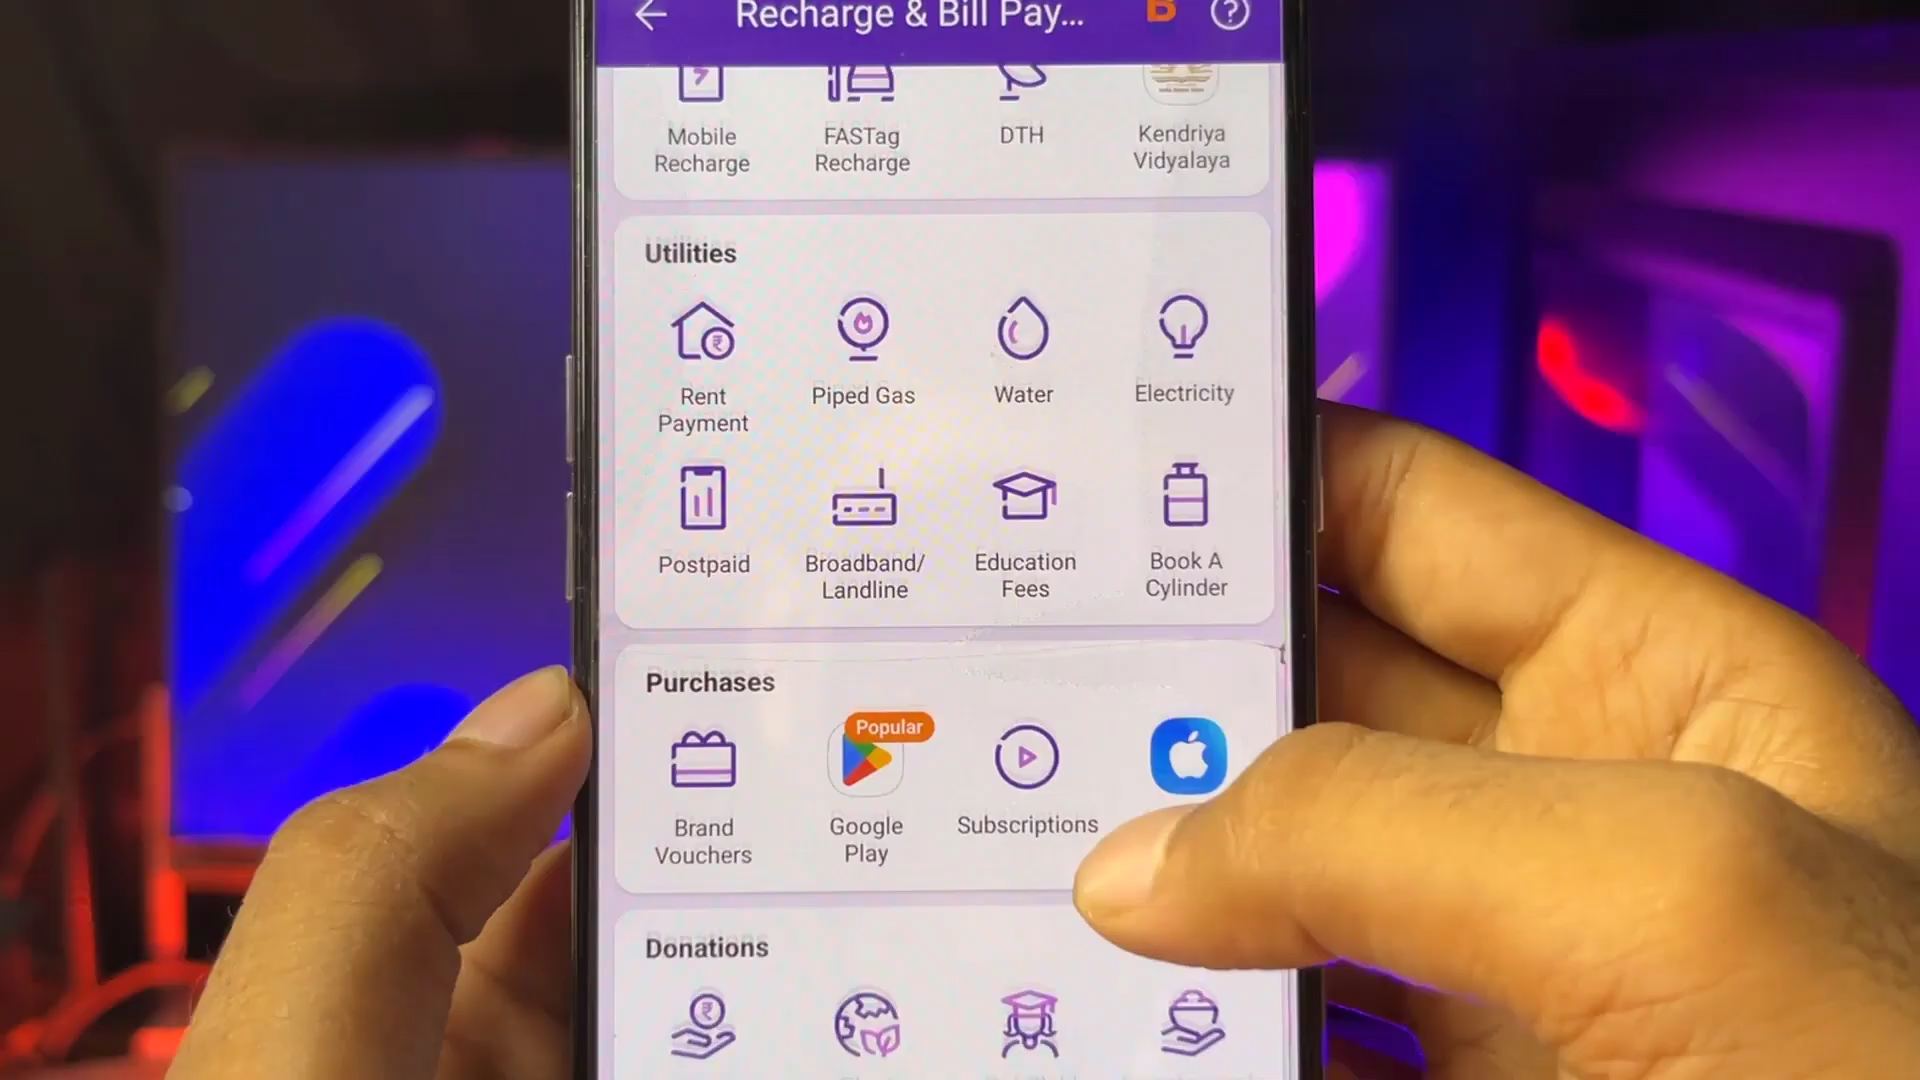 Recharge & Bill Pay...
B
Mobile
Recharge
FASTag
Recharge
DTH
Kendriya
Vidyalaya
Utilities
Rent
Payment
Piped Gas
Water
Electricity
Postpaid
Broadband/
Landline
Education
Fees
Book A
Cylinder
Purchases
Popular
Brand
Vouchers
Google
Play
Subscriptions
Donations